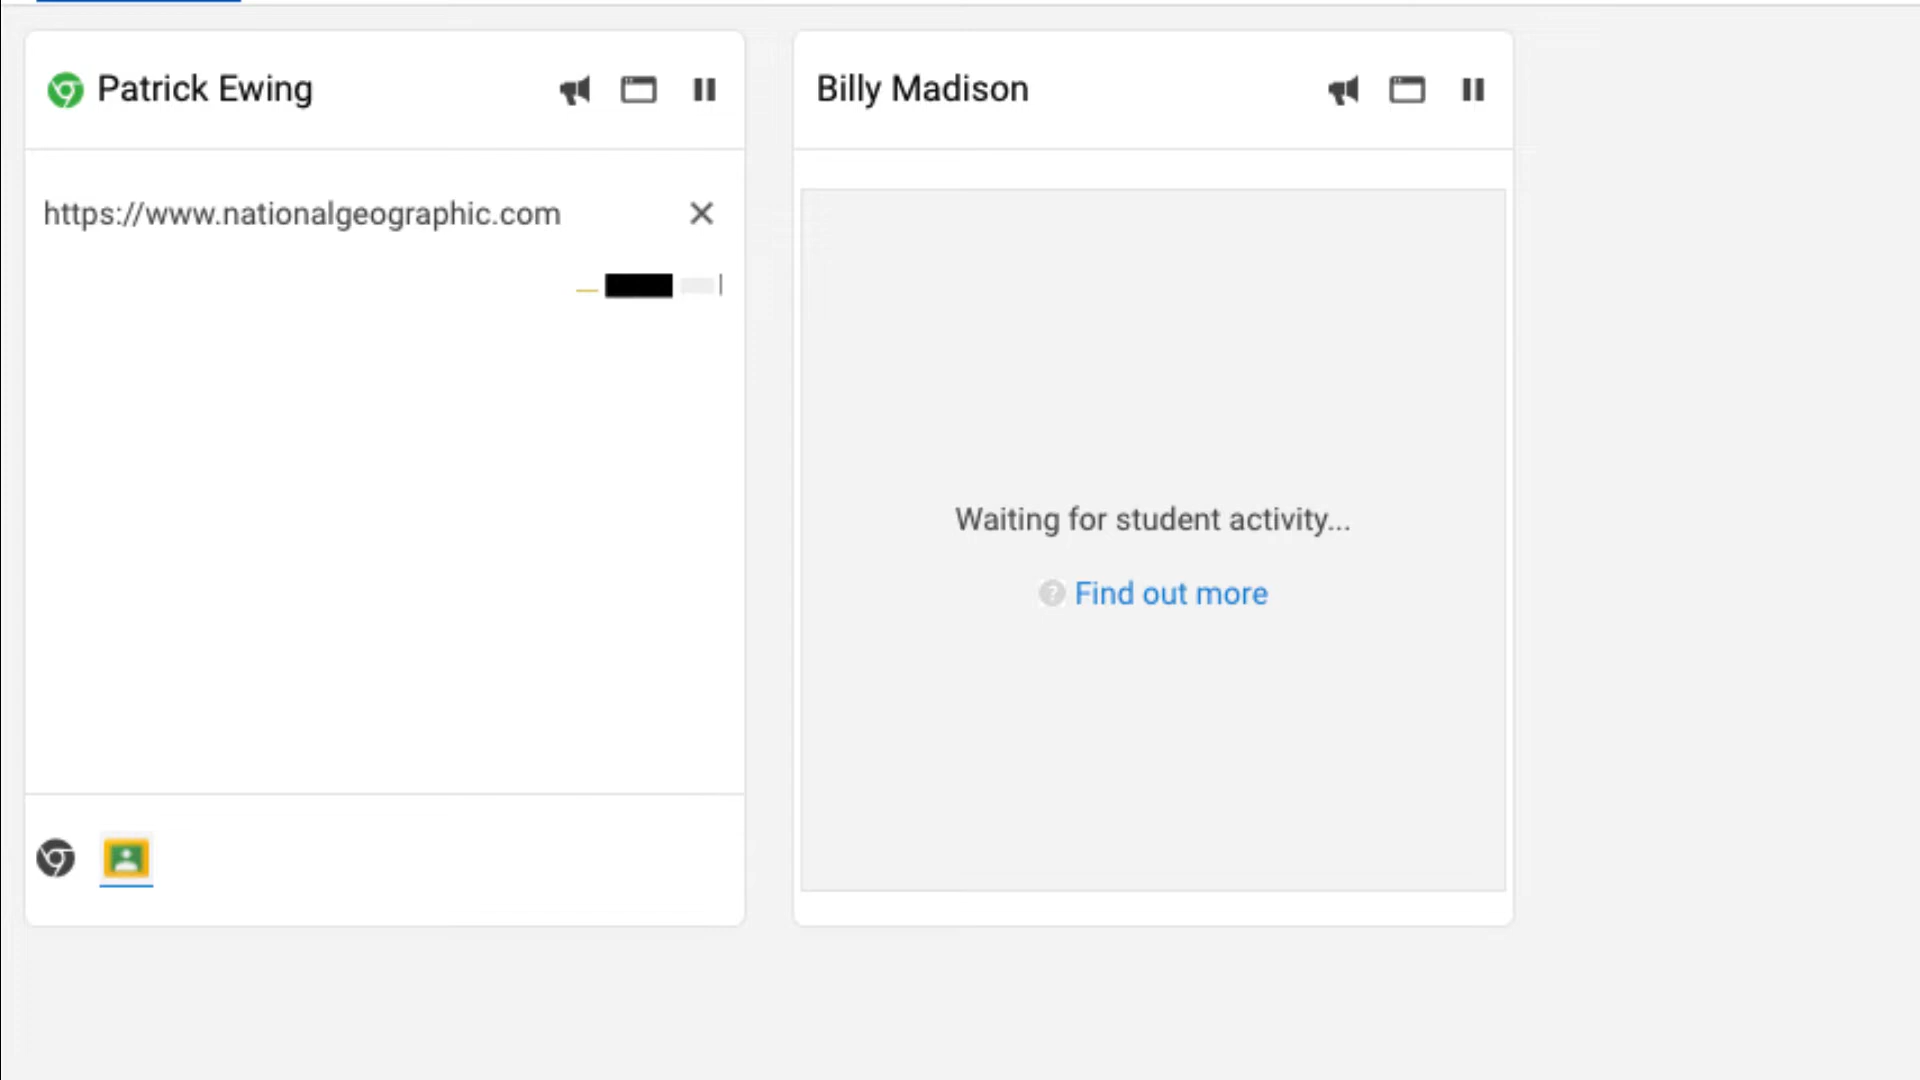 Patrick Ewing
https://www.nationalgeographic.com
Billy Madison
Waiting for student activity...
? Find out more